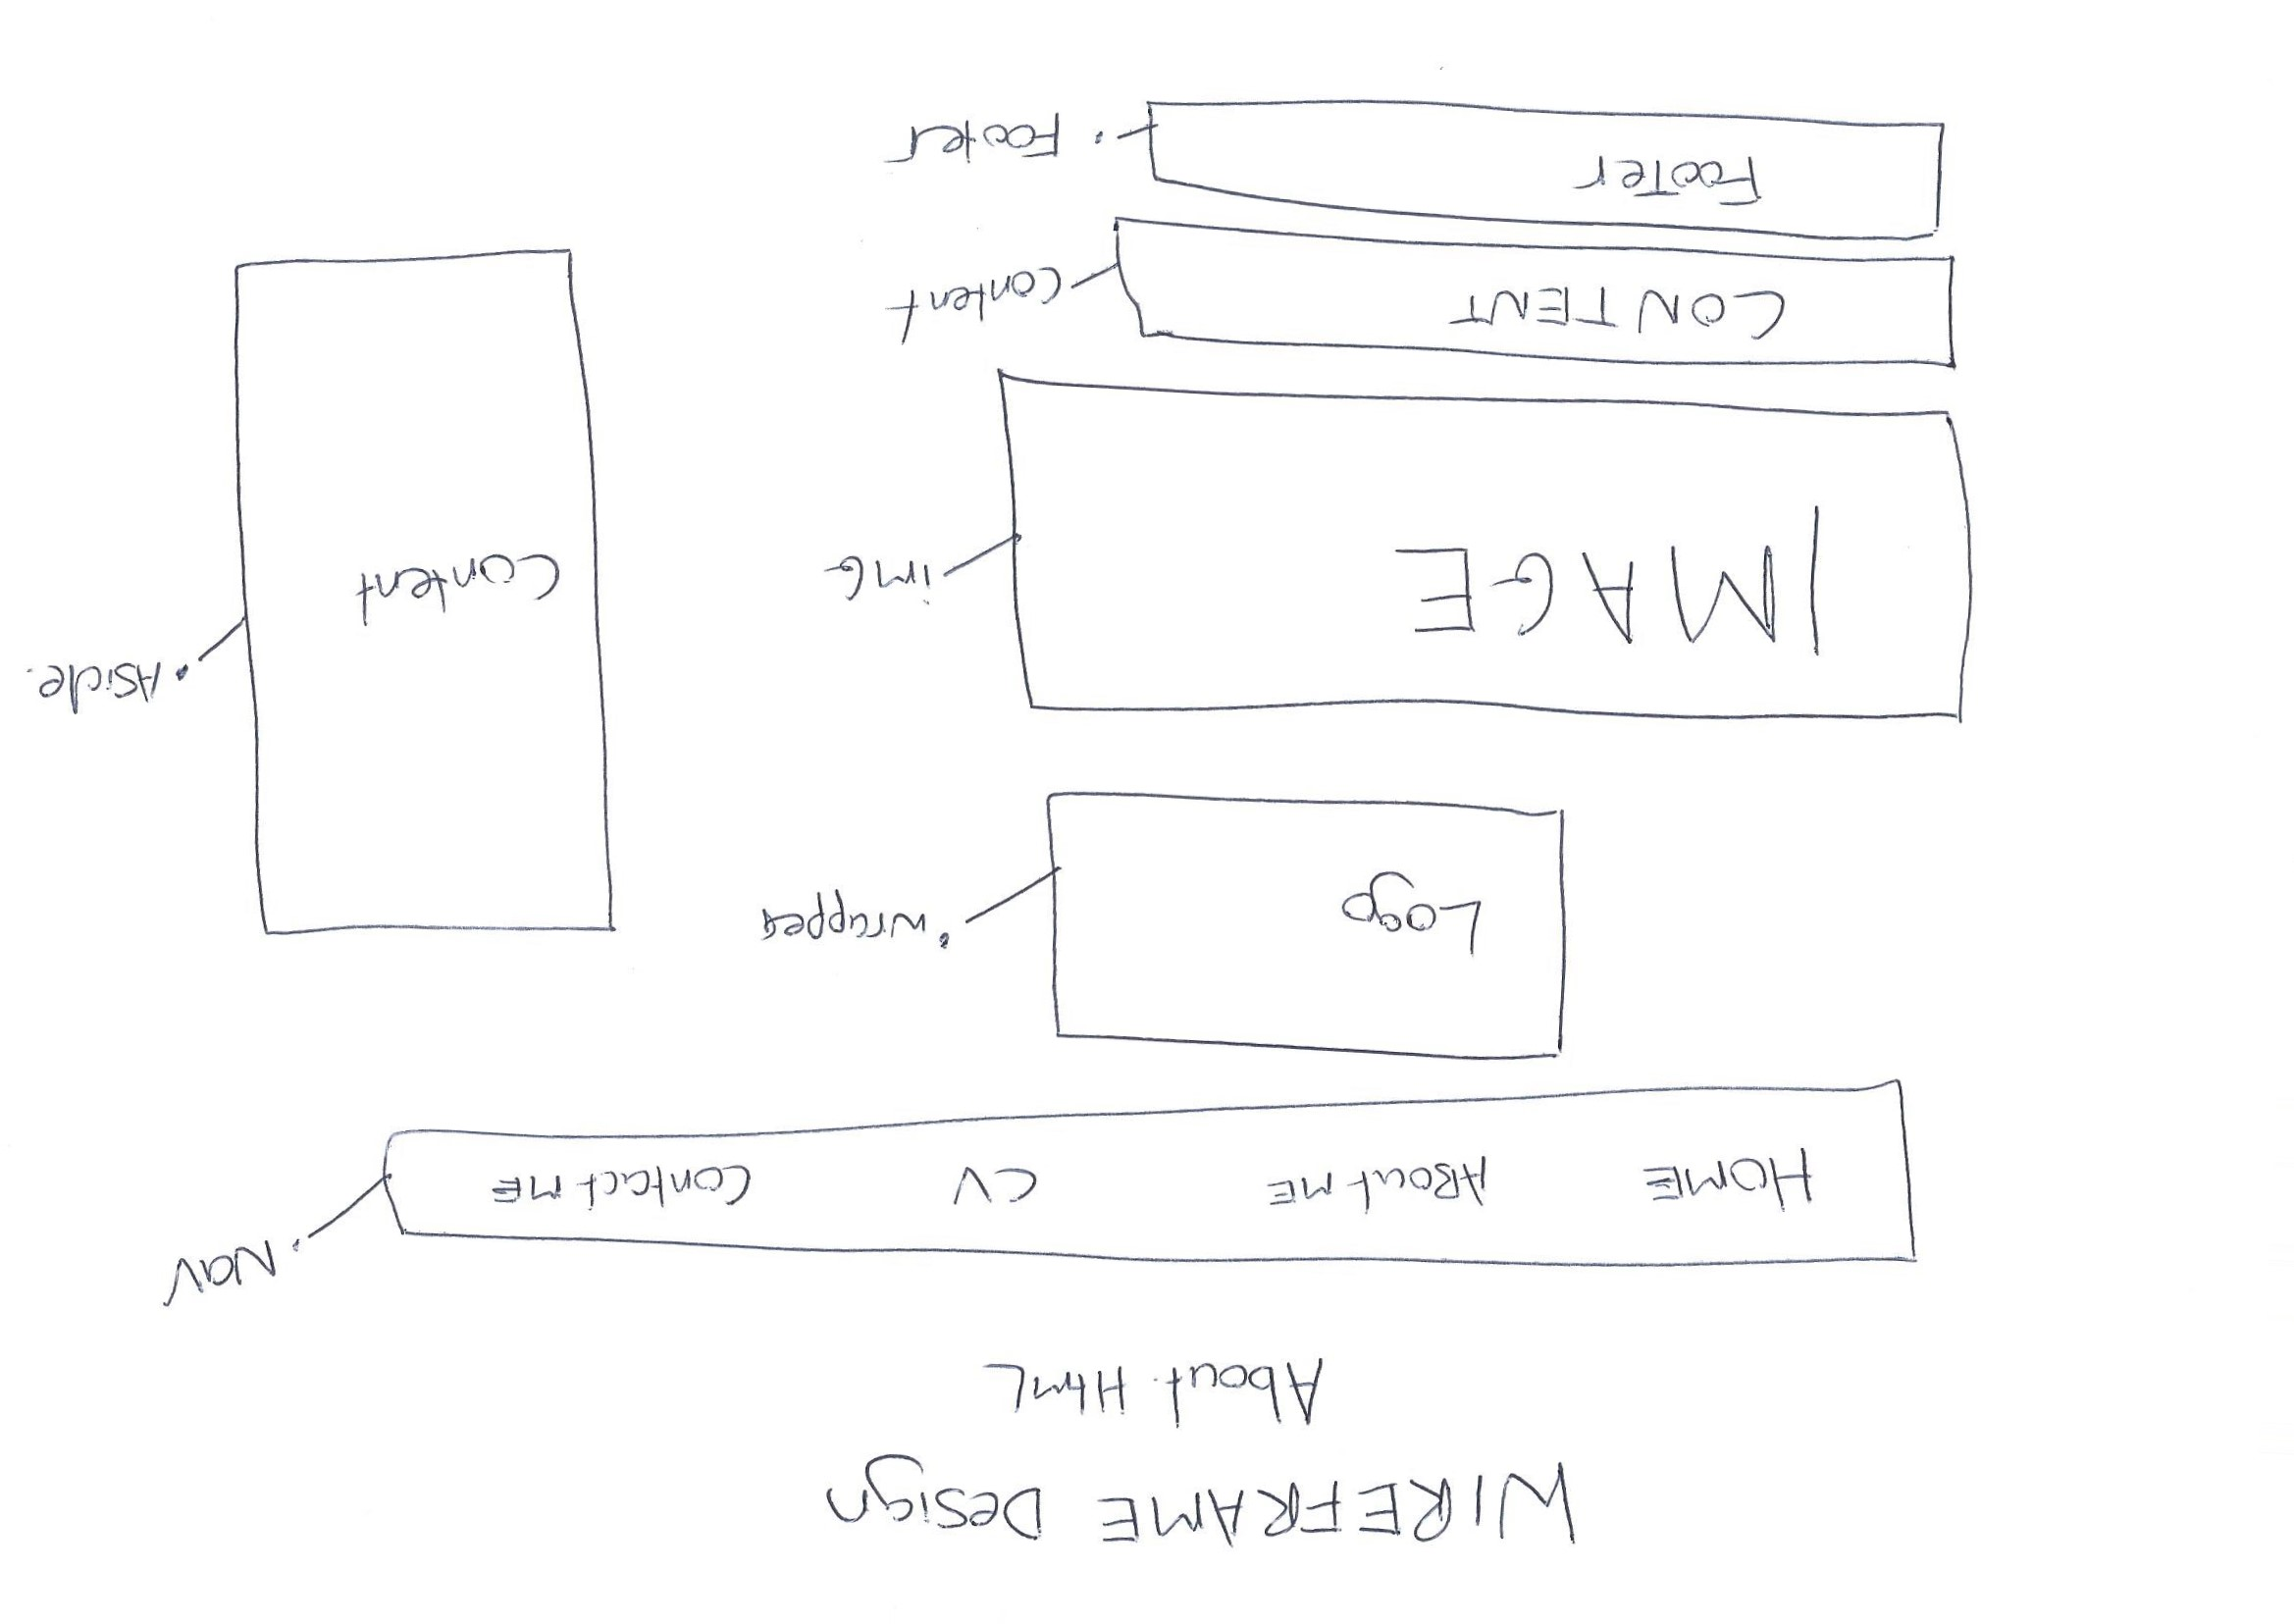 WIREFRAME Design
About Html
HOME ABout ME CV Contact ME
• Nav
Logo
• wrapper
IMAGE
img
Content
• Aside.
CONTENT
Content
FooTer
• Footer